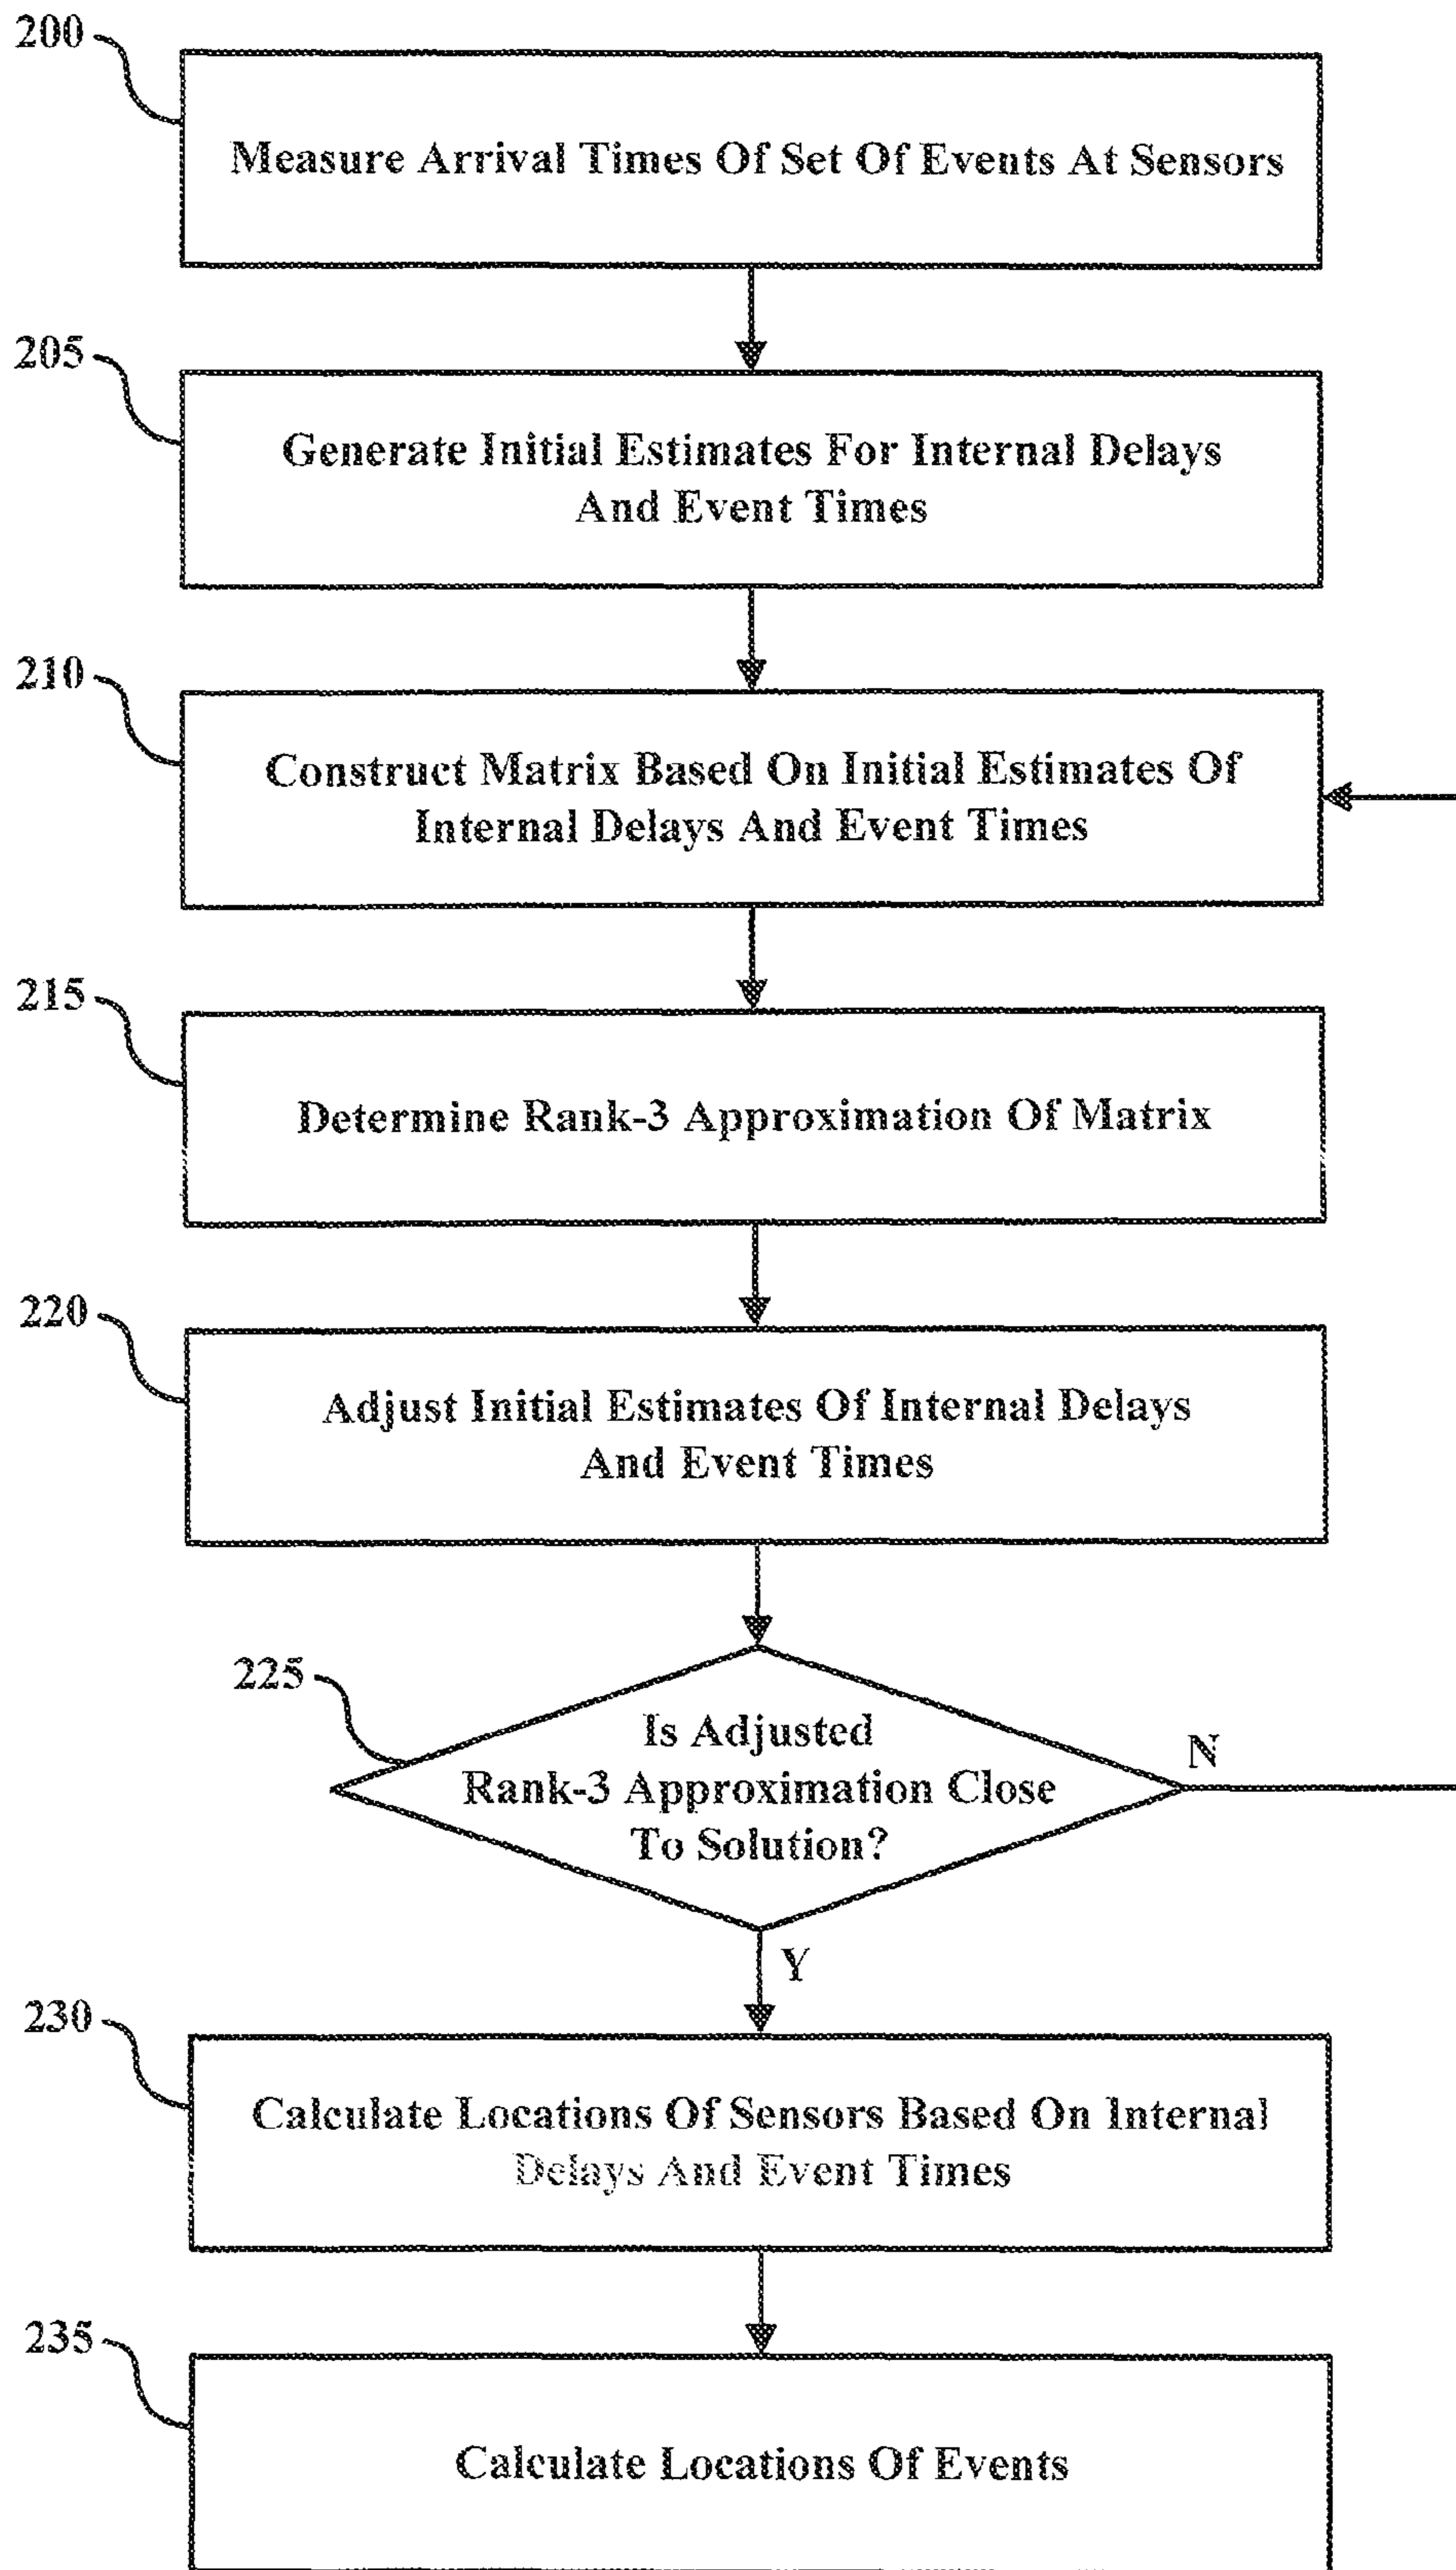 200
Measure Arrival Times Of Set Of Events At Sensors
205
Generate Initial Estimates For Internal Delays
And Event Times
210
Construct Matrix Based On Initial Estimates Of
Internal Delays And Event Times
215
Determine Rank-3 Approximation Of Matrix
220
Adjust Initial Estimates Of Internal Delays
And Event Times
225
Is Adjusted
Rank-3 Approximation Close
To Solution?
N
Y
230
Calculate Locations Of Sensors Based On Internal
Delays And Event Times
235
Calculate Locations Of Events